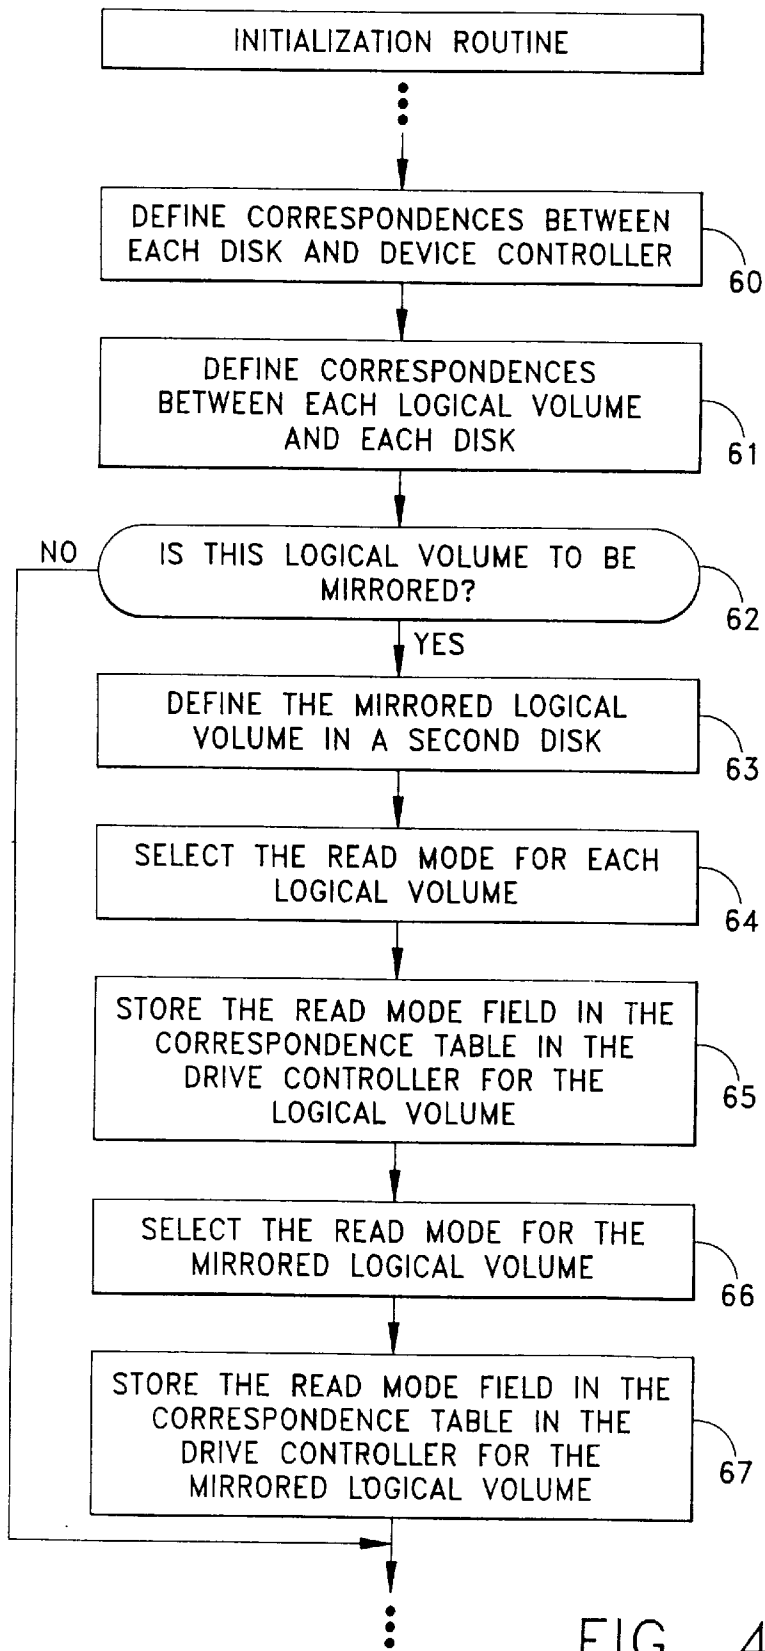 INITIALIZATION ROUTINE
DEFINE CORRESPONDENCES BETWEEN
EACH DISK AND DEVICE CONTROLLER
60
DEFINE CORRESPONDENCES
BETWEEN EACH LOGICAL VOLUME
AND EACH DISK
61
NO
IS THIS LOGICAL VOLUME TO BE
MIRRORED?
62
YES
DEFINE THE MIRRORED LOGICAL
VOLUME IN A SECOND DISK
63
SELECT THE READ MODE FOR EACH
LOGICAL VOLUME
64
STORE THE READ MODE FIELD IN THE
CORRESPONDENCE TABLE IN THE
DRIVE CONTROLLER FOR THE
LOGICAL VOLUME
65
SELECT THE READ MODE FOR THE
MIRRORED LOGICAL VOLUME
66
STORE THE READ MODE FIELD IN THE
CORRESPONDENCE TABLE IN THE
DRIVE CONTROLLER FOR THE
MIRRORED LOGICAL VOLUME
67
FIG. 4